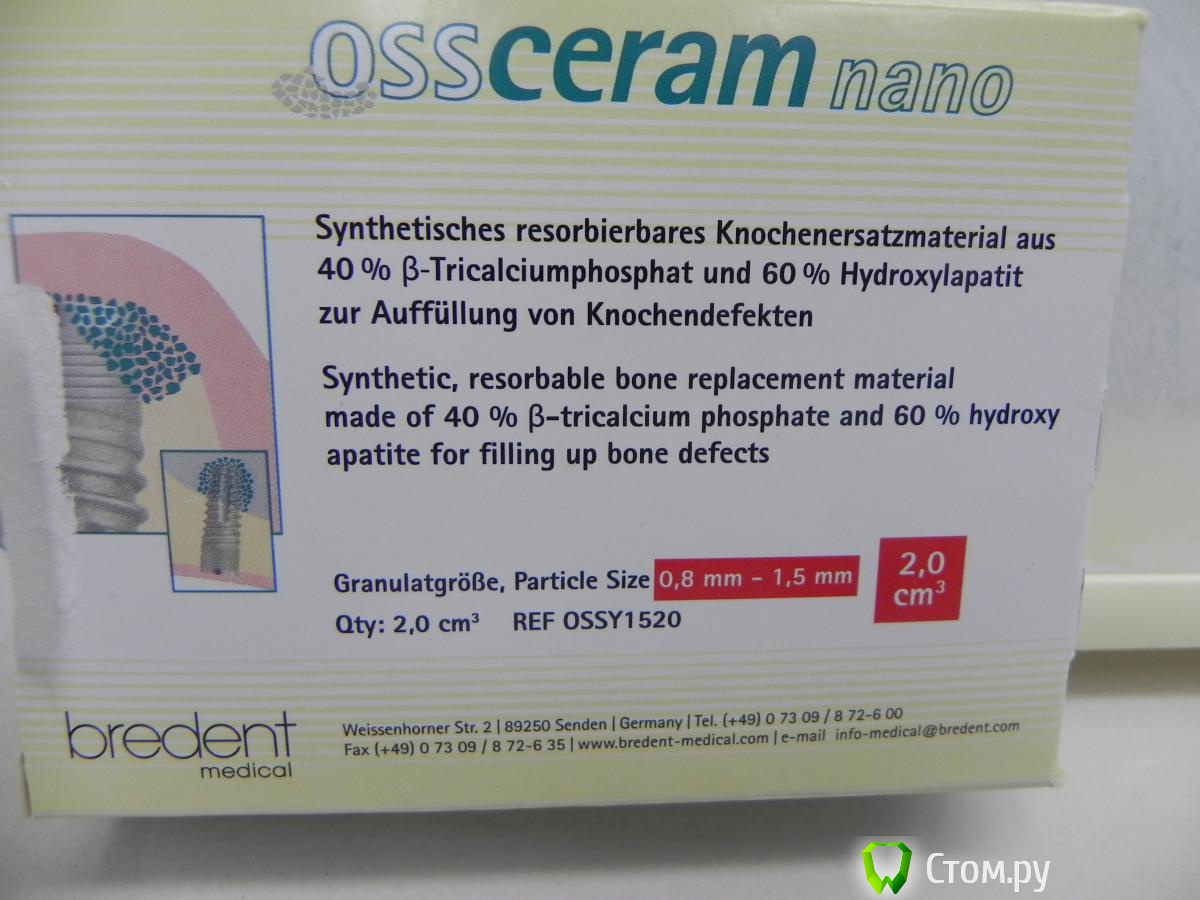 ossceram nano
Synthetisches resorbierbares Knochenersatzmaterial aus
40 % β-Tricalciumphosphat und 60 % Hydroxylapatit
zur Auffüllung von Knochendefekten
Synthetic, resorbable bone replacement material
made of 40 % β-tricalcium phosphate and 60 % hydroxy
apatite for filling up bone defects
Granulatgröße, Particle Size 0,8 mm – 1,5 mm
2,0
cm³
Qty: 2,0 cm³ REF OSSY1520
bredent
medical
Weissenhorner Str. 2 | 89250 Senden | Germany | Tel. (+49) 0 73 09 / 8 72-6 00
Fax (+49) 0 73 09 / 8 72-6 35 | www.bredent-medical.com | e-mail info-medical@bredent.com
Стом.ру